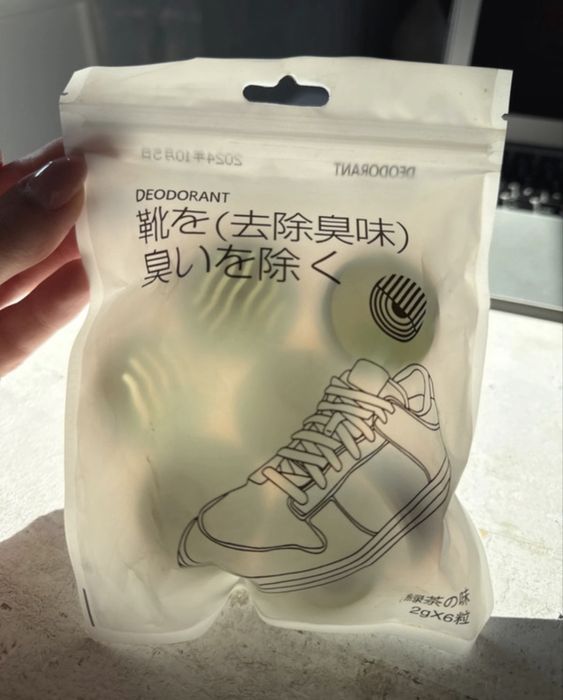 2024年10月5日
DEODORANT
DEODORANT
靴を(去除臭味)
臭いを除く
緑茶の味
2gX6粒